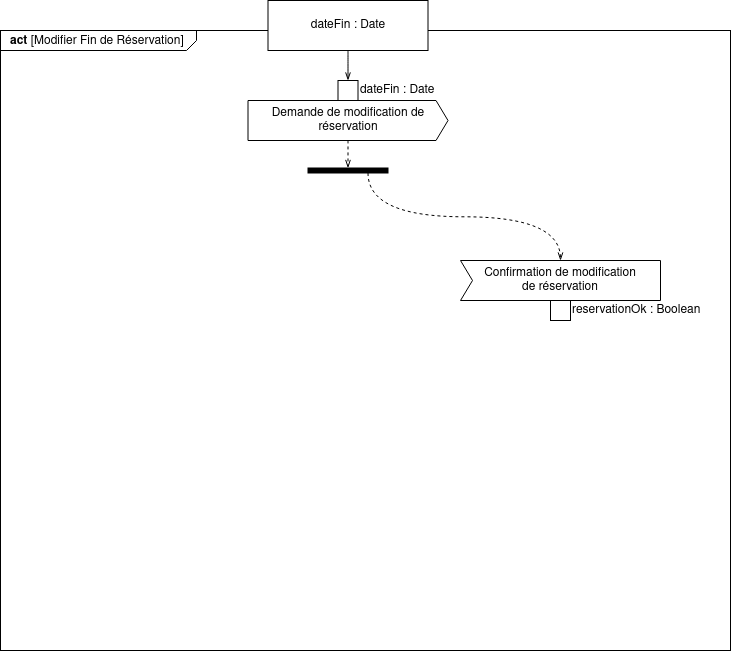 dateFin : Date
act [Modifier Fin de Réservation]
dateFin : Date
Demande de modification de
réservation
Confirmation de modification
de réservation
reservationOk : Boolean